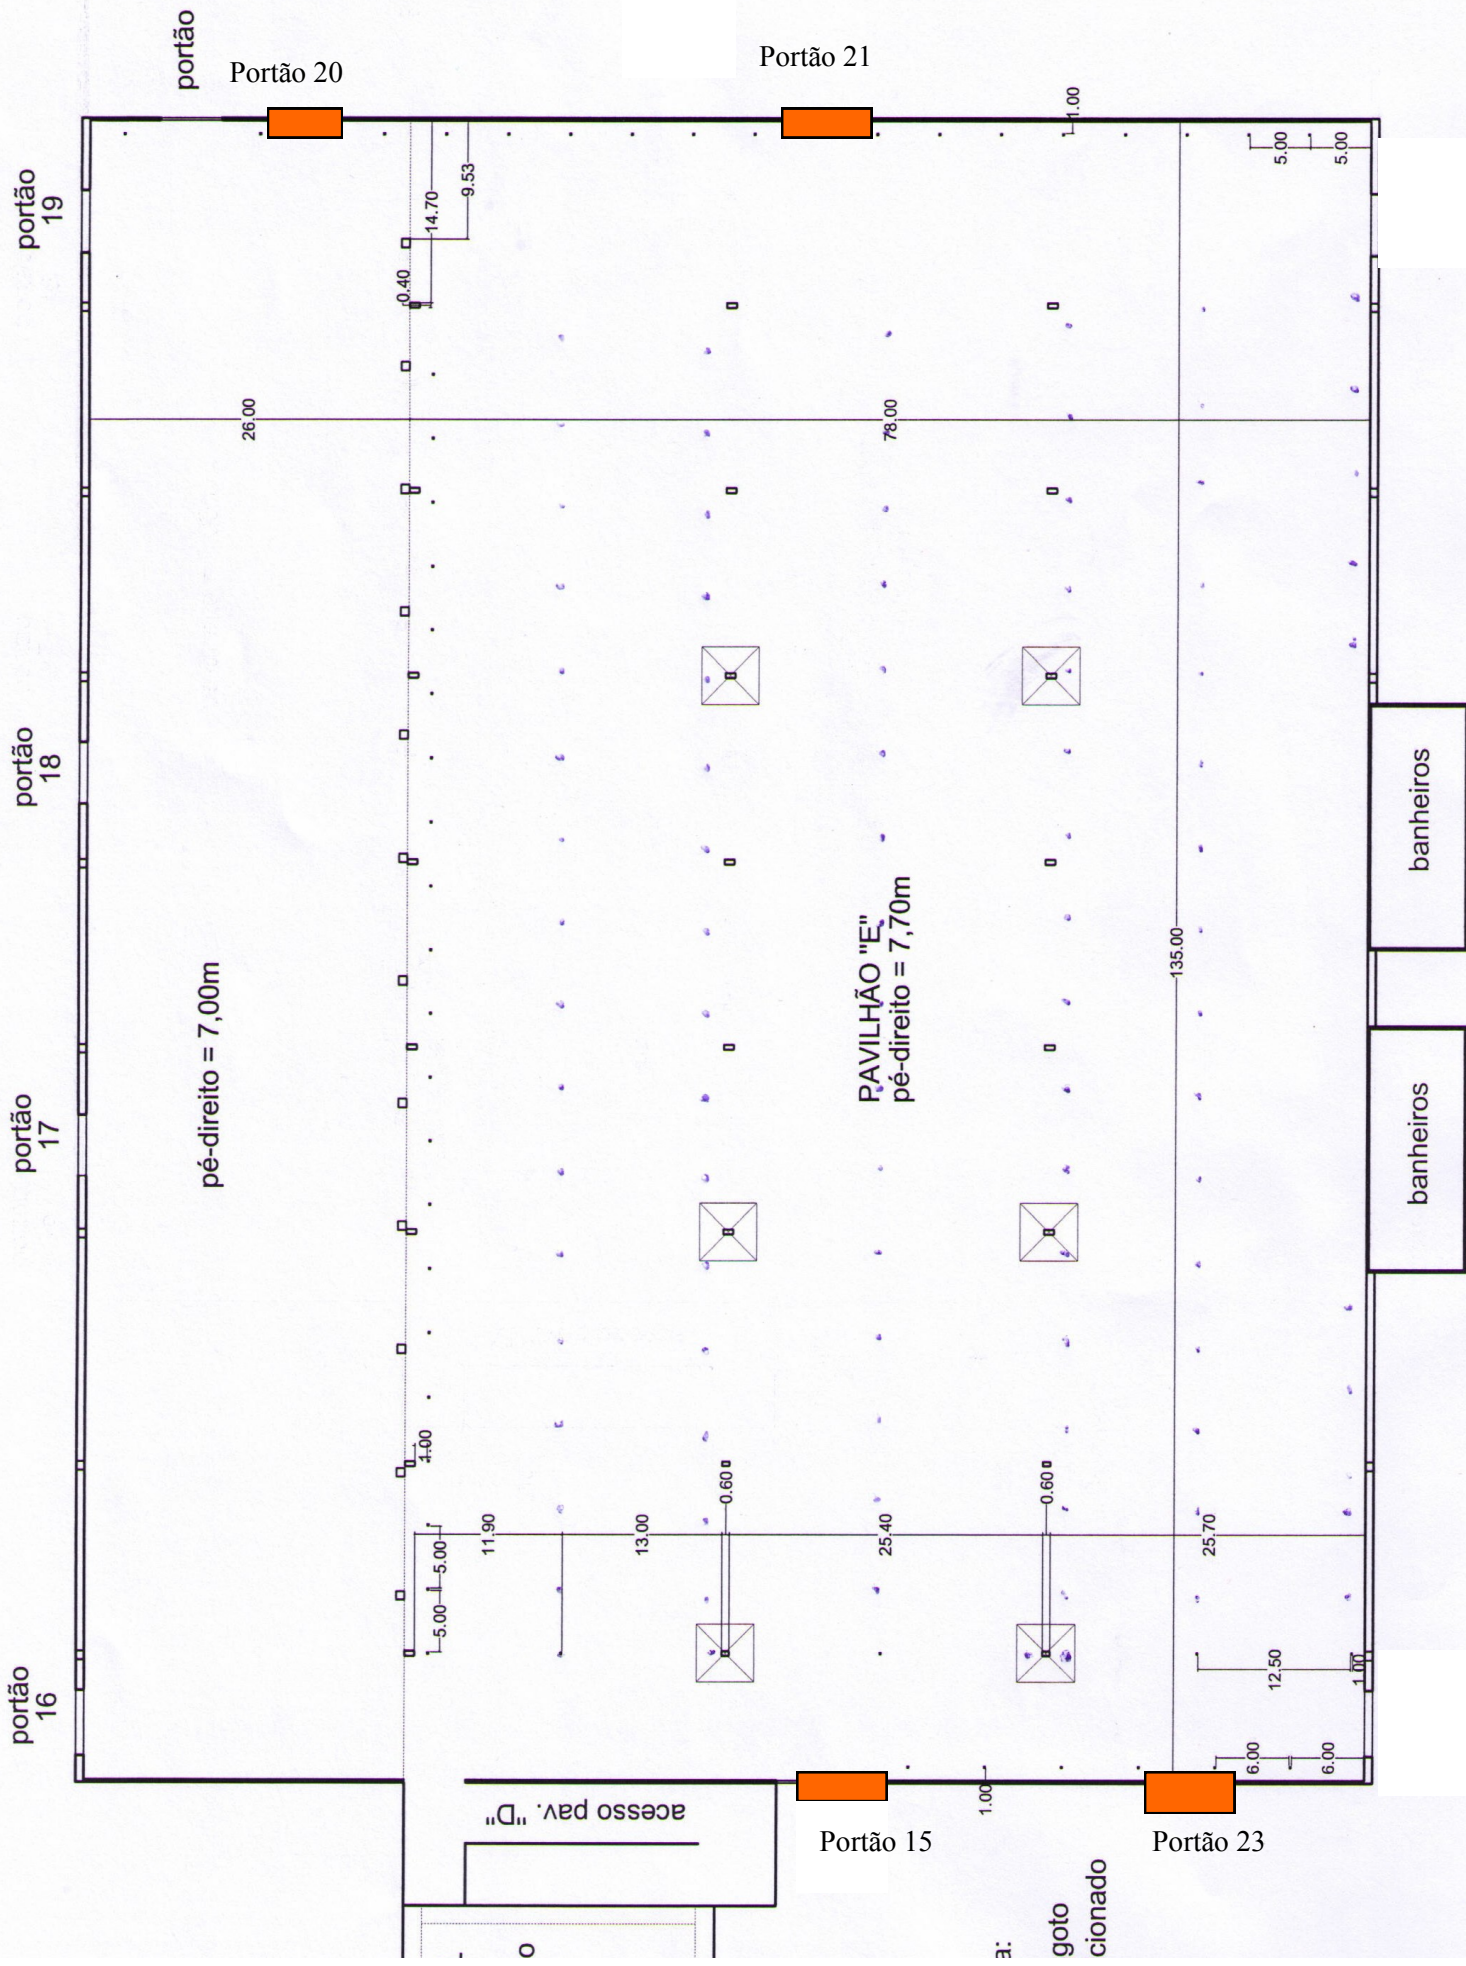 portão
Portão 20
Portão 21
portão
19
1.00
5.00
5.00
9.53
14.70
0.40
26.00
78.00
portão
18
banheiros
pé-direito = 7,00m
PAVILHÃO "E"
pé-direito = 7,70m
135.00
portão
17
banheiros
1.00
0.60
0.60
11.90
13.00
25.40
25.70
5.00
5.00
12.50
1.00
portão
16
6.00
6.00
1.00
acesso pav. "D"
Portão 15
Portão 23
o
a:
goto
cionado